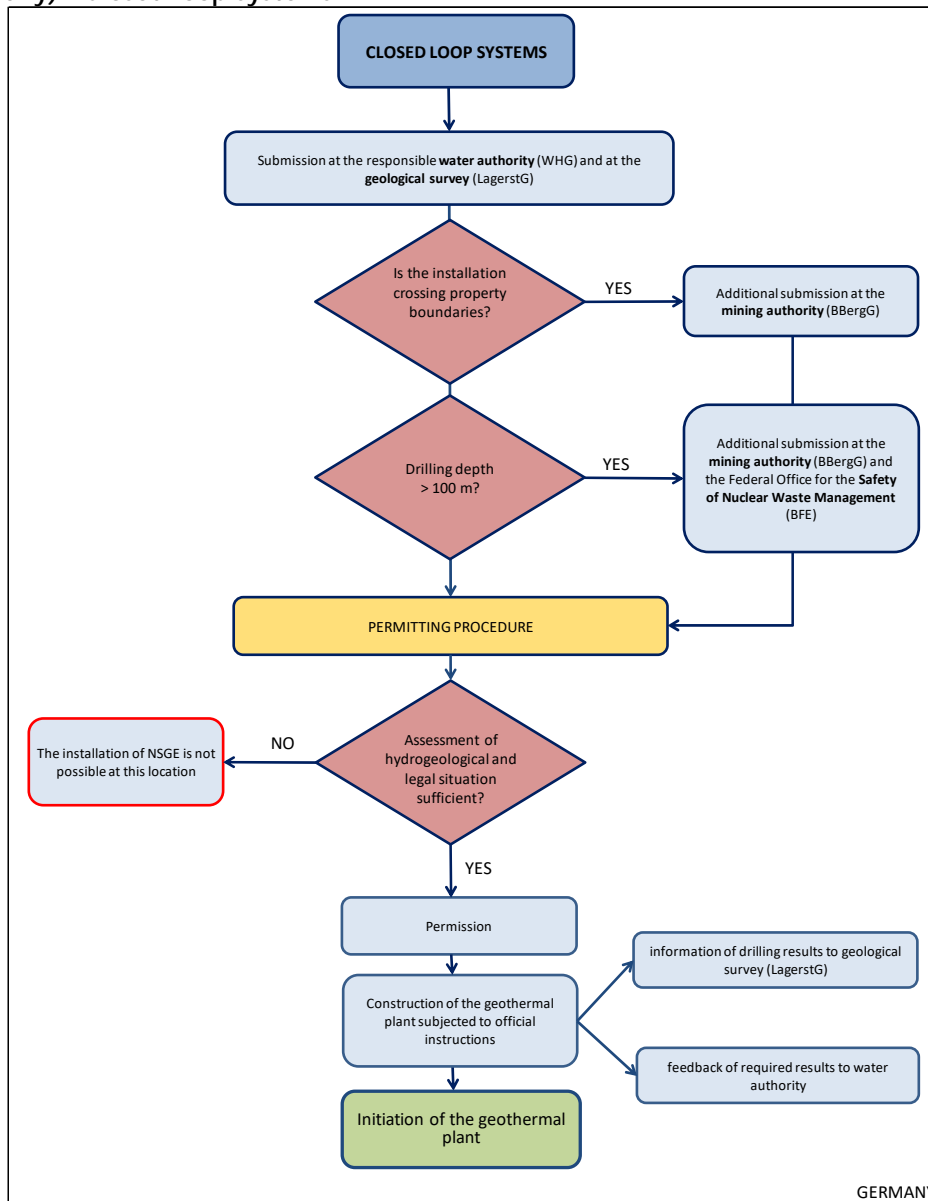 CLOSED LOOP SYSTEMS
Submission at the responsible water authority (WHG) and at the
geological survey (LagerstG)
Is the installation
crossing property
boundaries?
YES
Additional submission at the
mining authority (BBergG)
Drilling depth
> 100 m?
YES
Additional submission at the
mining authority (BBergG) and
the Federal Office for the Safety
of Nuclear Waste Management
(BFE)
PERMITTING PROCEDURE
Assessment of
hydrogeological and
legal situation
sufficient?
NO
The installation of NSGE is not
possible at this location
YES
Permission
Construction of the geothermal
plant subjected to official
instructions
information of drilling results to geological
survey (LagerstG)
feedback of required results to water
authority
Initiation of the geothermal
plant
GERMANY